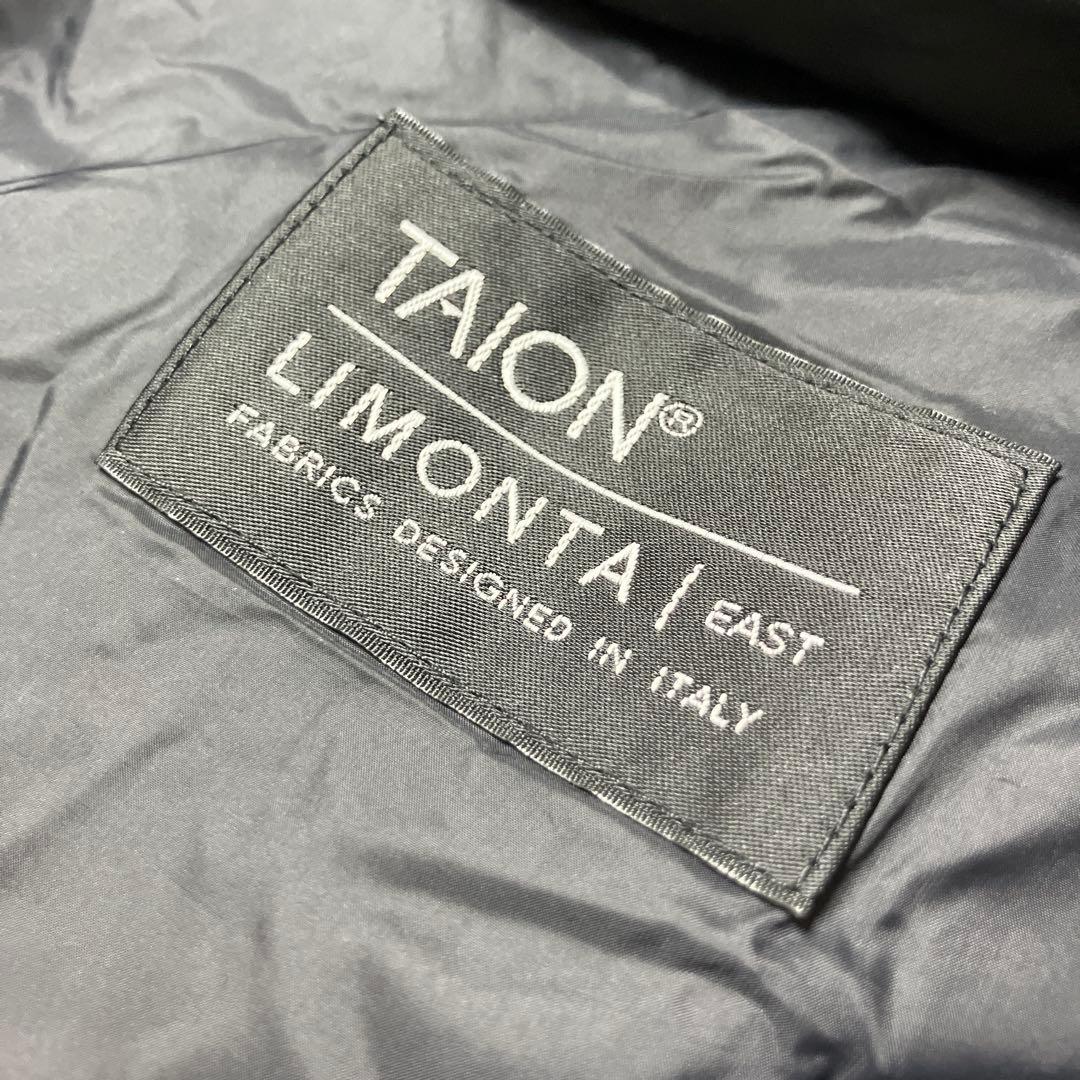 TAION®
LIMONTA | EAST
FABRICS DESIGNED IN ITALY